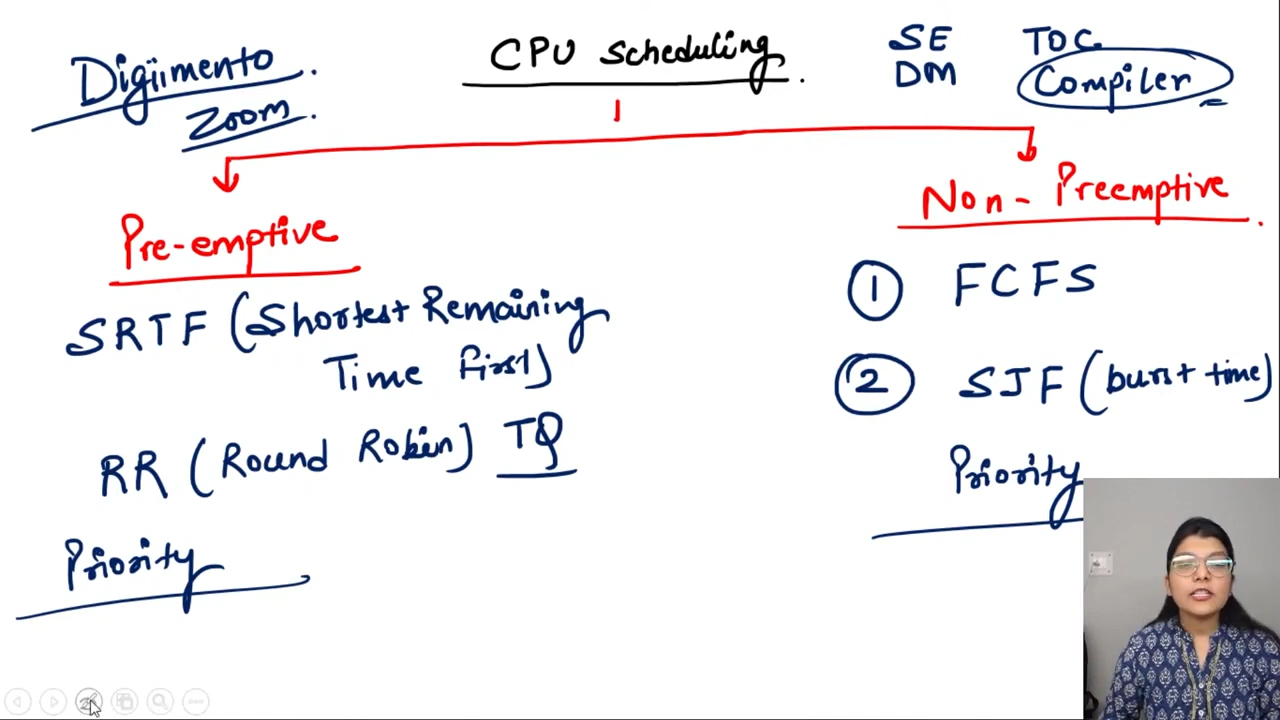 Digiimento
Zoom
CPU Scheduling
SE TOC
DM Compiler
Pre-emptive
SRTF (Shortest Remaining
Time first)
RR (Round Robin) TQ
Priority
Non-Preemptive
1 FCFS
2 SJF (burst time)
Priority